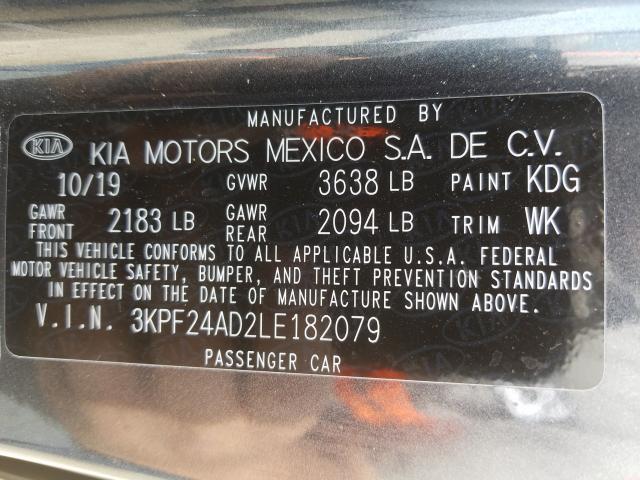 MANUFACTURED BY
KIA KIA MOTORS MEXICO S.A. DE C.V.
10/19 GVWR 3638 LB PAINT KDG
GAWR FRONT 2183 LB GAWR REAR 2094 LB TRIM WK
THIS VEHICLE CONFORMS TO ALL APPLICABLE U.S.A. FEDERAL
MOTOR VEHICLE SAFETY, BUMPER, AND THEFT PREVENTION STANDARDS
IN EFFECT ON THE DATE OF MANUFACTURE SHOWN ABOVE.
V.I.N. 3KPF24AD2LE182079
PASSENGER CAR